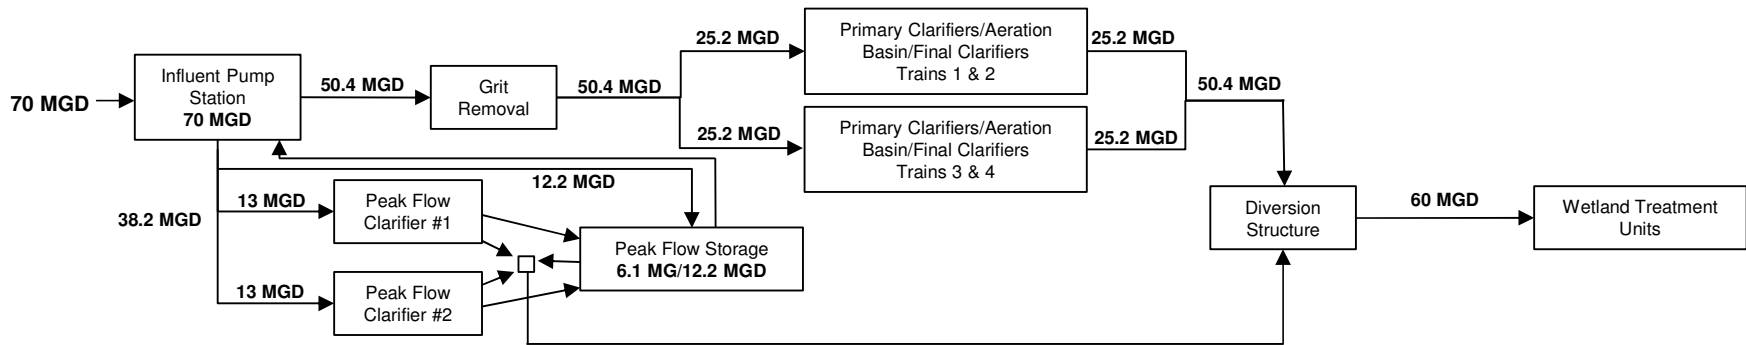 70 MGD
Influent Pump
Station
70 MGD
50.4 MGD
Grit
Removal
50.4 MGD
25.2 MGD
Primary Clarifiers/Aeration
Basin/Final Clarifiers
Trains 1 & 2
25.2 MGD
25.2 MGD
Primary Clarifiers/Aeration
Basin/Final Clarifiers
Trains 3 & 4
25.2 MGD
50.4 MGD
12.2 MGD
38.2 MGD
13 MGD
Peak Flow
Clarifier #1
13 MGD
Peak Flow
Clarifier #2
Peak Flow Storage
6.1 MG/12.2 MGD
Diversion
Structure
60 MGD
Wetland Treatment
Units